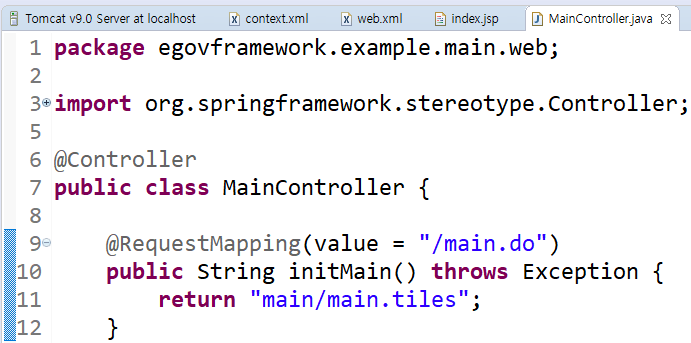 Tomcat v9.0 Server at localhost context.xml web.xml index.jsp MainController.java
1 package egovframework.example.main.web;
2
3 import org.springframework.stereotype.Controller;
5
6 @Controller
7 public class MainController {
8
9 @RequestMapping(value = "/main.do")
10 public String initMain() throws Exception {
11 return "main/main.tiles";
12 }